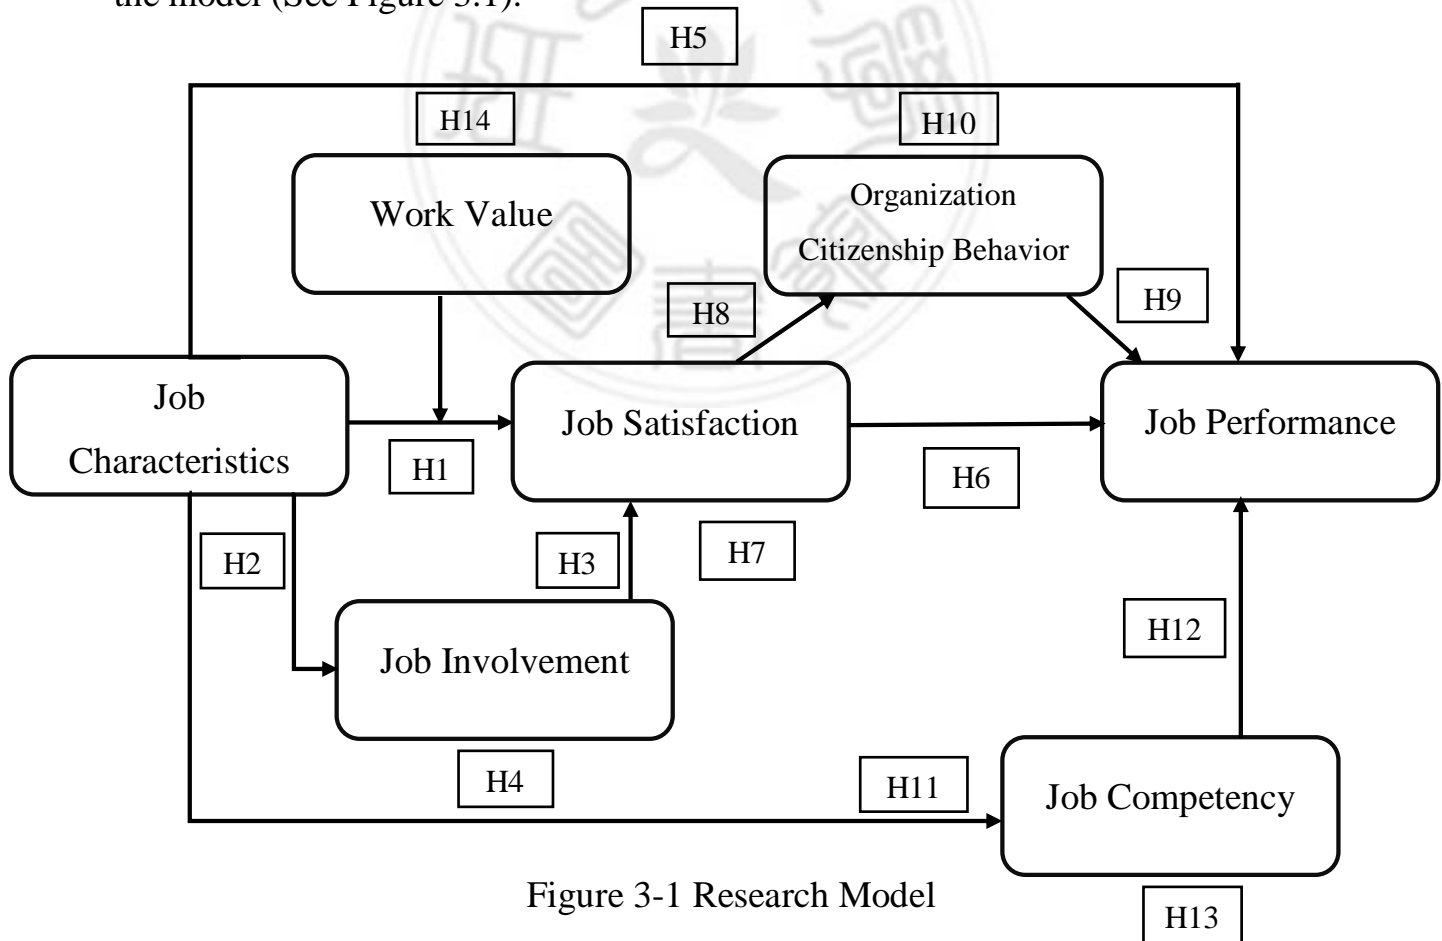 the model (See Figure 3.1).
H5
H14
H10
Work Value
Organization
Citizenship Behavior
H8
H9
Job
Characteristics
Job Satisfaction
Job Performance
H1
H6
H2
H3
H7
Job Involvement
H12
H4
H11
Job Competency
Figure 3-1 Research Model
H13